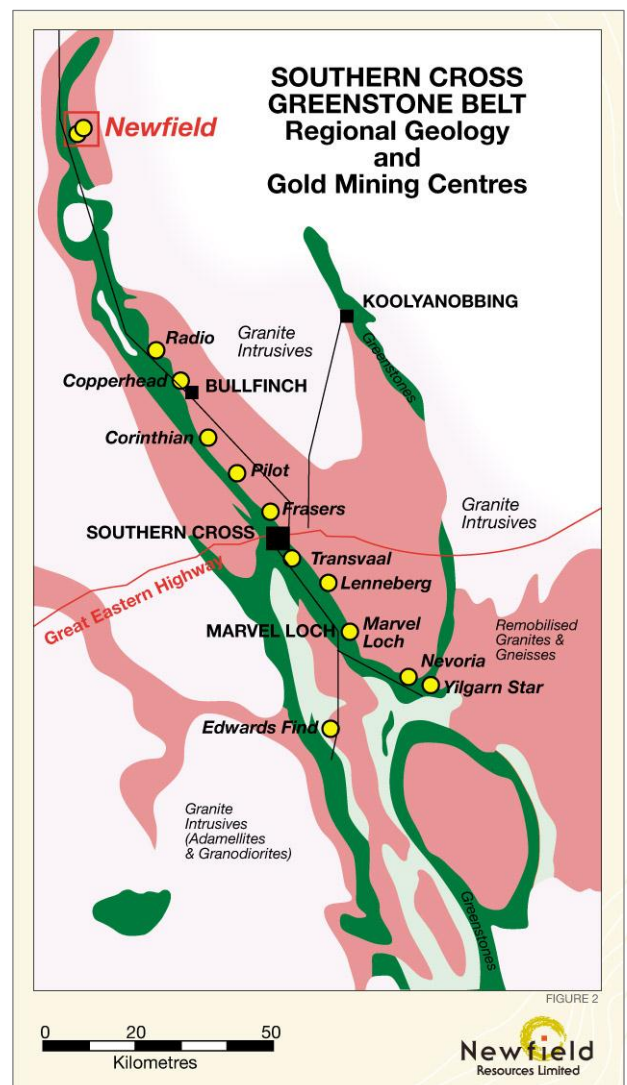 SOUTHERN CROSS
GREENSTONE BELT
Regional Geology
and
Gold Mining Centres
Newfield
KOOLYANOBBING
Greenstones
Radio
Granite
Intrusives
Copperhead
BULLFINCH
Corinthian
Pilot
Frasers
Granite
Intrusives
SOUTHERN CROSS
Transvaal
Great Eastern Highway
Lenneberg
MARVEL LOCH
Marvel
Loch
Remobilised
Granites &
Gneisses
Nevoria
Yilgarn Star
Edwards Find
Granite
Intrusives
(Adamellites
& Granodiorites)
Greenstones
FIGURE 2
0 20 50
Kilometres
Newfield
Resources Limited